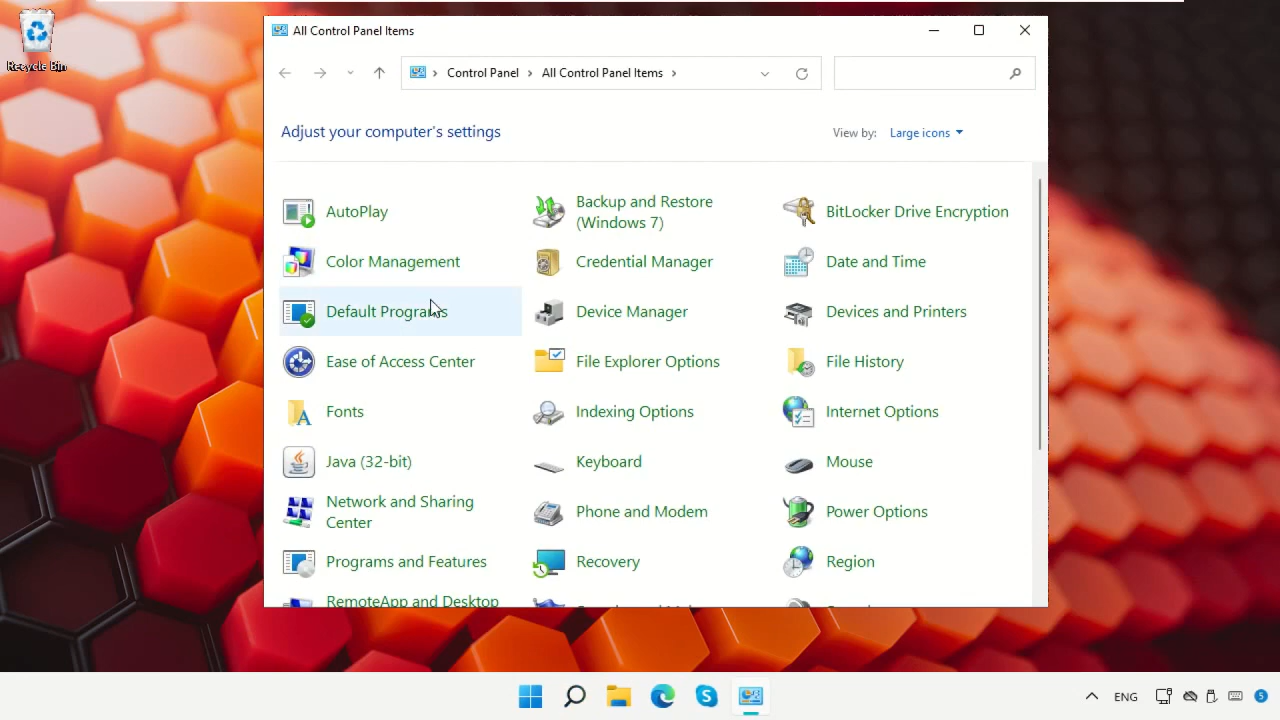 Recycle Bin
All Control Panel Items
Control Panel
All Control Panel Items
Adjust your computer's settings
View by:
Large icons
AutoPlay
Backup and Restore
(Windows 7)
BitLocker Drive Encryption
Color Management
Credential Manager
Date and Time
Default Programs
Device Manager
Devices and Printers
Ease of Access Center
File Explorer Options
File History
Fonts
Indexing Options
Internet Options
Java (32-bit)
Keyboard
Mouse
Network and Sharing
Center
Phone and Modem
Power Options
Programs and Features
Recovery
Region
RemoteApp and Desktop
ENG
5